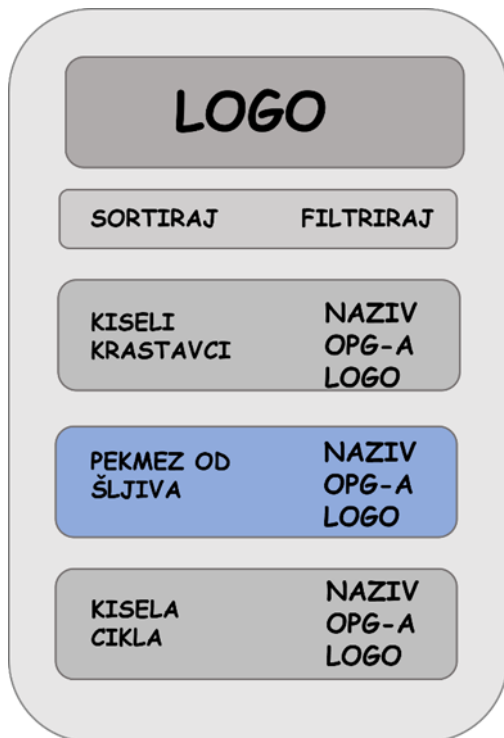 LOGO
SORTIRAJ FILTRIRAJ
KISELI
KRASTAVCI
NAZIV
OPG-A
LOGO
PEKMEZ OD
ŠLJIVA
NAZIV
OPG-A
LOGO
KISELA
CIKLA
NAZIV
OPG-A
LOGO